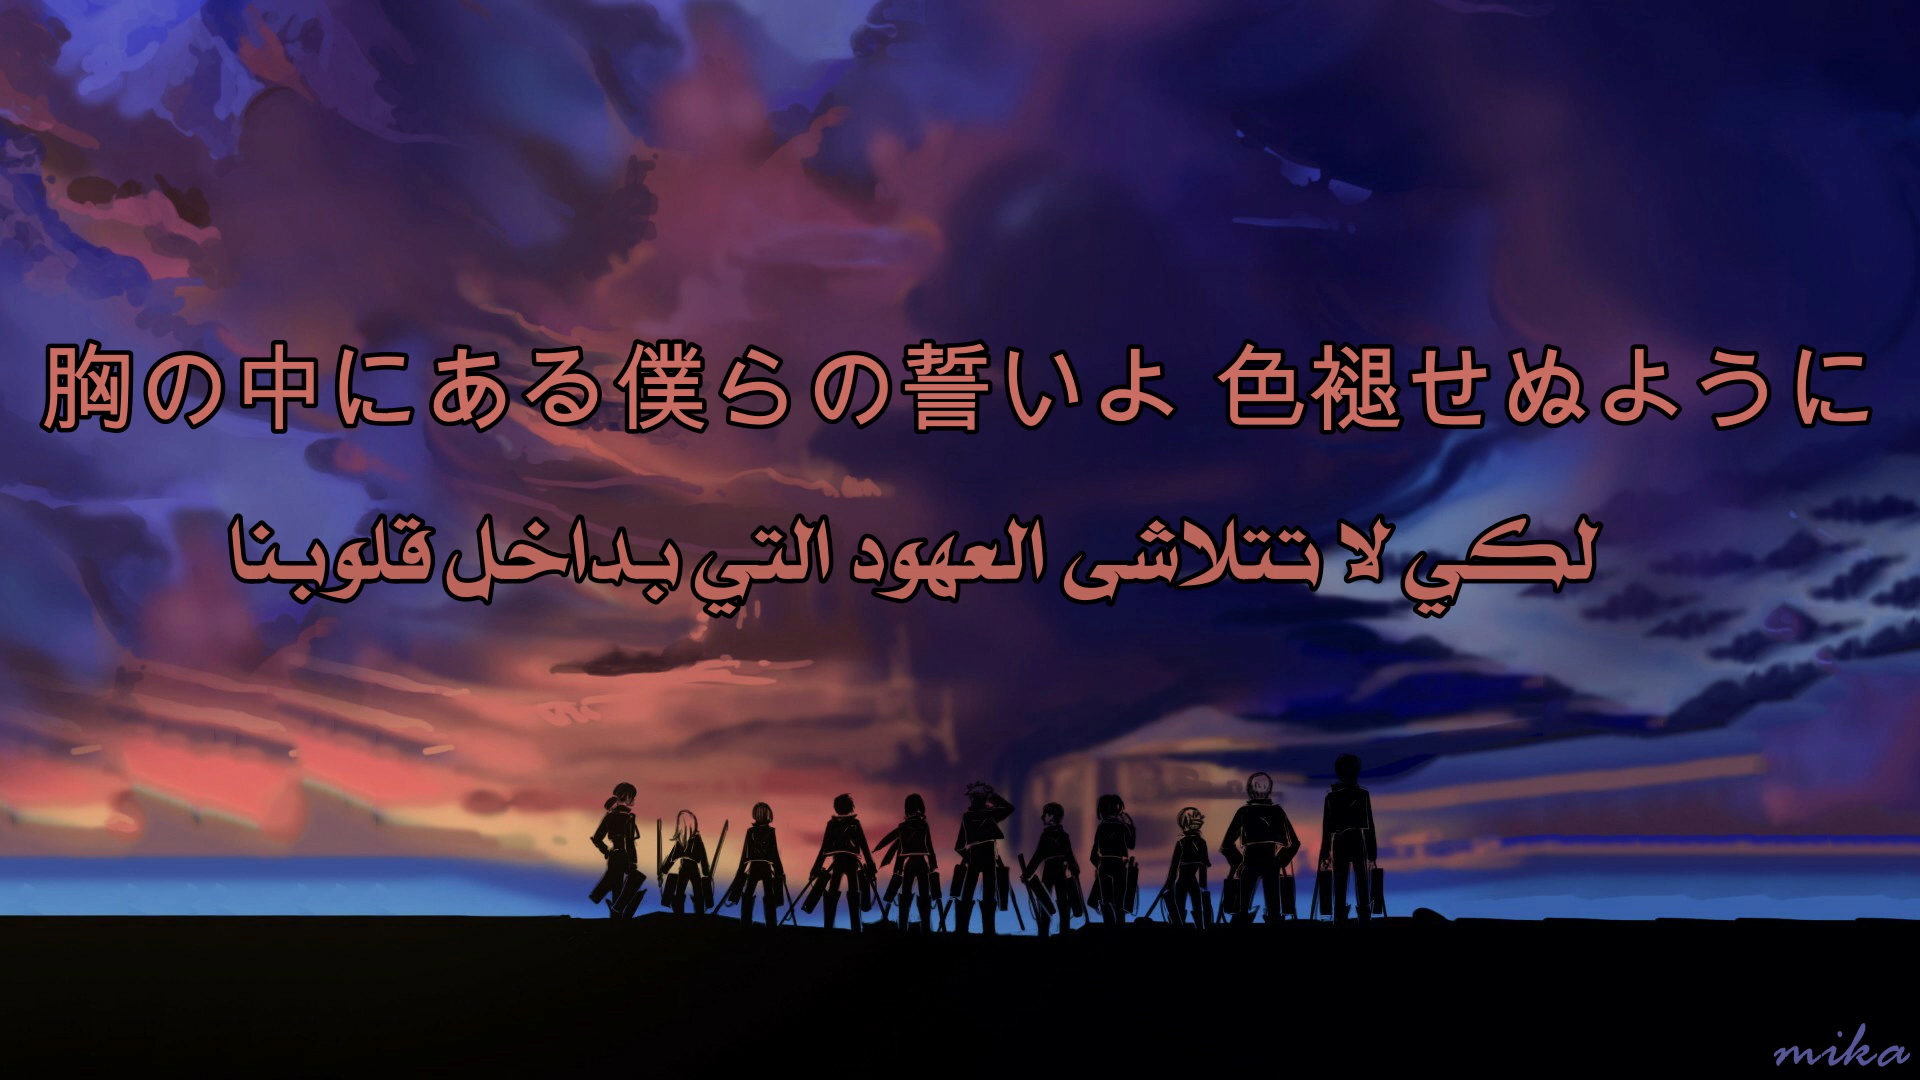 胸の中にある僕らの誓いよ 色褪せぬように
لكي لا تتلاشى العهود التي بداخل قلوبنا
mika